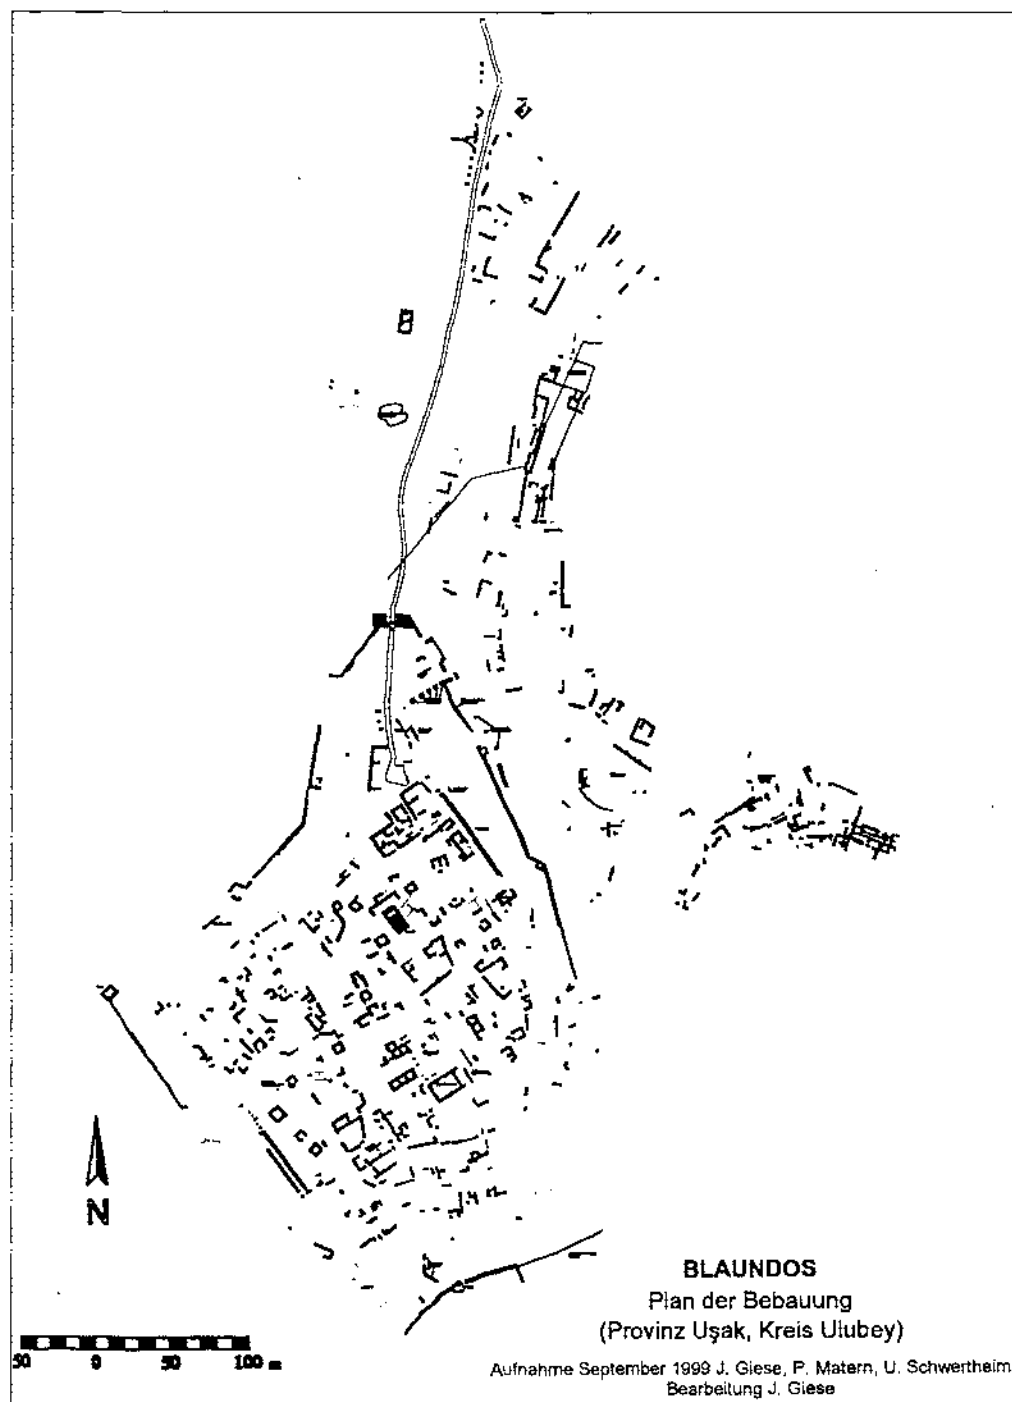 N
BLAUNDOS
Plan der Bebauung
(Provinz Uşak, Kreis Ulubey)
50 0 50 100 m
Aufnahme September 1999 J. Giese, P. Matern, U. Schwertheim
Bearbeitung J. Giese